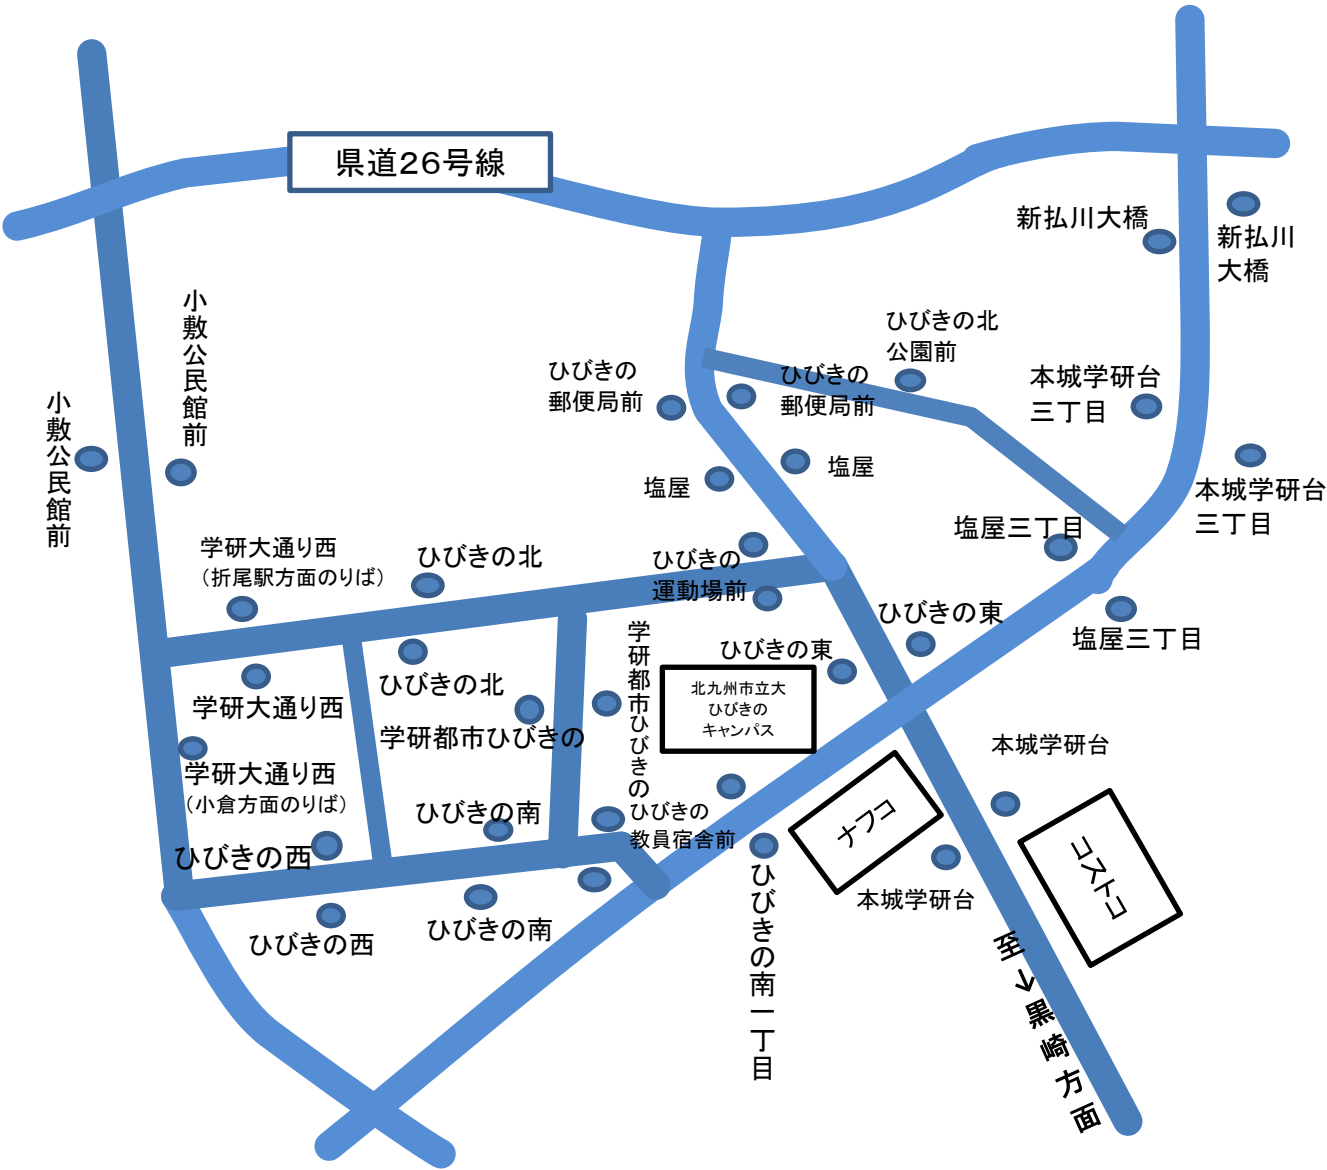 県道26号線
新払川大橋
新払川
大橋
小敷公民館前
小敷公民館前
ひびきの北
公園前
ひびきの
郵便局前
ひびきの
郵便局前
本城学研台
三丁目
本城学研台
三丁目
塩屋
塩屋
塩屋三丁目
塩屋三丁目
学研大通り西
（折尾駅方面のりば）
ひびきの北
ひびきの
運動場前
ひびきの東
ひびきの東
学研都市ひびきの
北九州市立大
ひびきの
キャンパス
ひびきの北
学研大通り西
学研都市ひびきの
学研大通り西
（小倉方面のりば）
本城学研台
ひびきの南
ひびきの
教員宿舎前
ナフコ
コストコ
ひびきの西
本城学研台
ひびきの南一丁目
ひびきの南
ひびきの西
至→黒崎方面